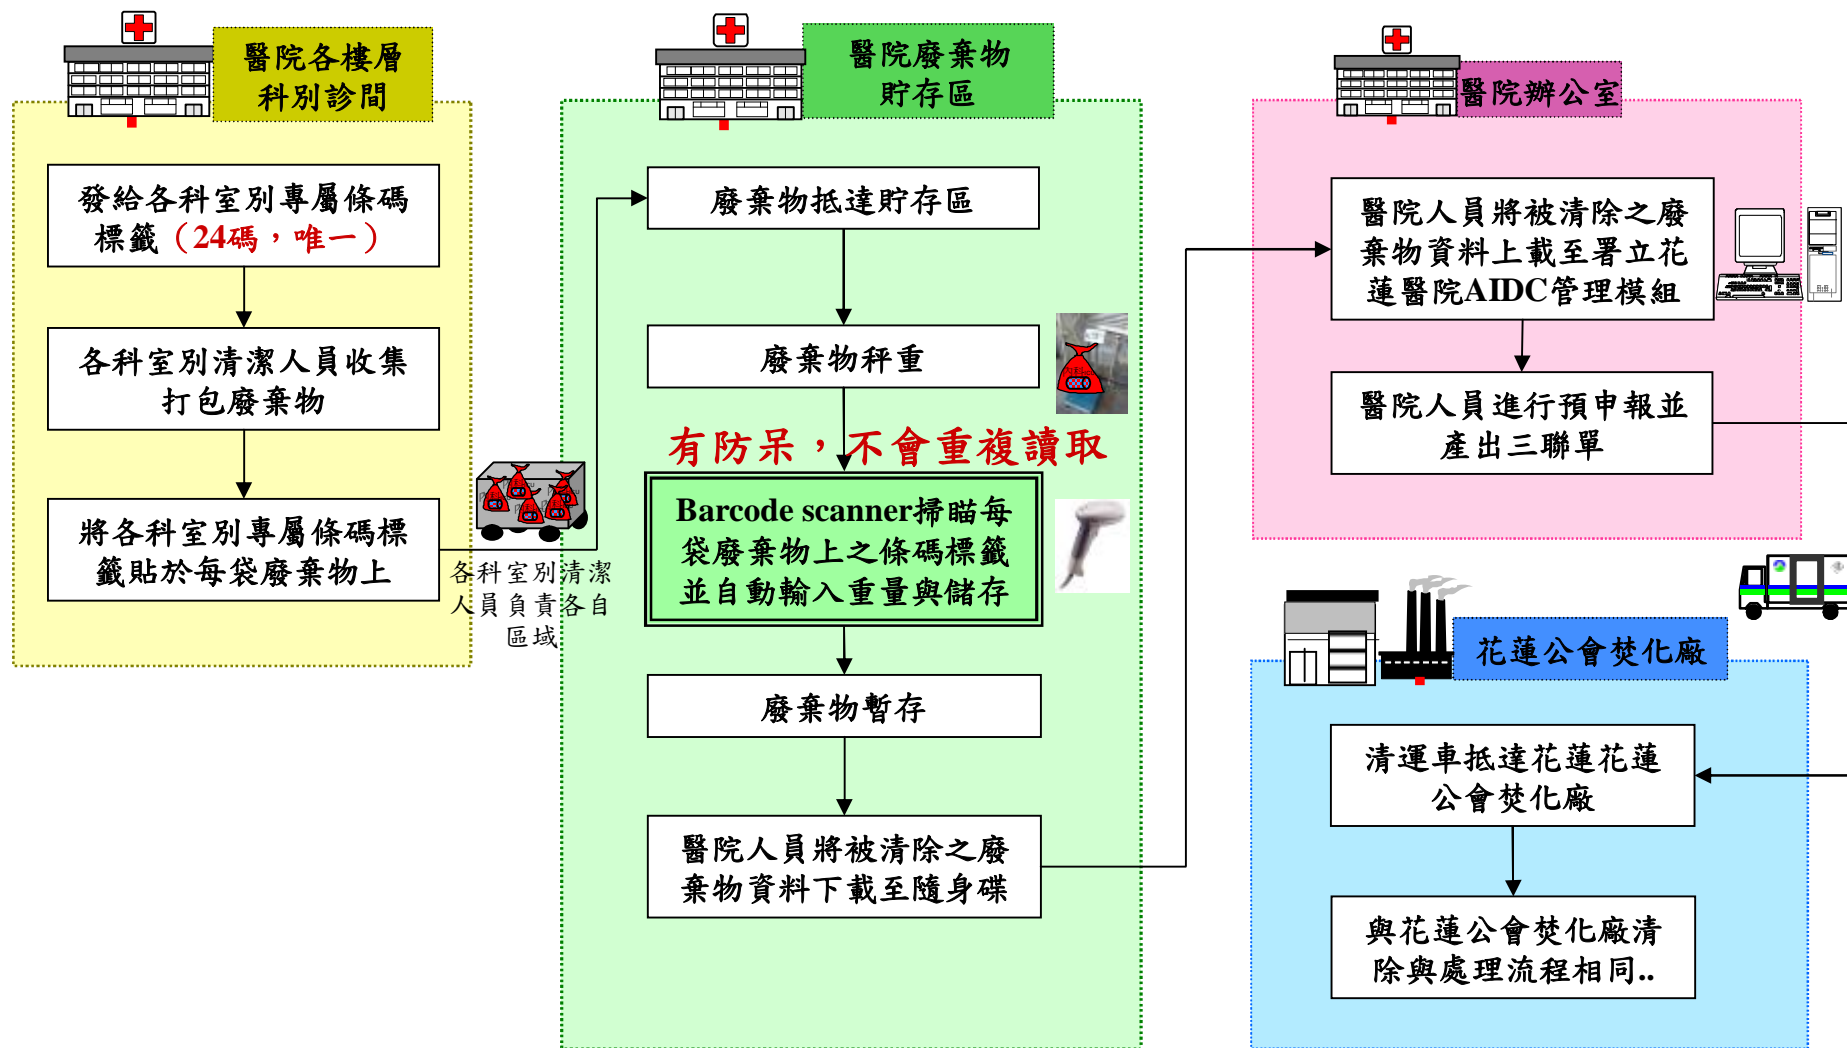 醫院各樓層
科別診間
發給各科室別專屬條碼
標籤（24碼，唯一）
各科室別清潔人員收集
打包廢棄物
將各科室別專屬條碼標
籤貼於每袋廢棄物上
各科室別清潔
人員負責各自
區域
醫院廢棄物
貯存區
廢棄物抵達貯存區
廢棄物秤重
有防呆，不會重複讀取
Barcode scanner掃瞄每
袋廢棄物上之條碼標籤
並自動輸入重量與儲存
廢棄物暫存
醫院人員將被清除之廢
棄物資料下載至隨身碟
醫院辦公室
醫院人員將被清除之廢
棄物資料上載至署立花
蓮醫院AIDC管理模組
醫院人員進行預申報並
產出三聯單
花蓮公會焚化廠
清運車抵達花蓮花蓮
公會焚化廠
與花蓮公會焚化廠清
除與處理流程相同..